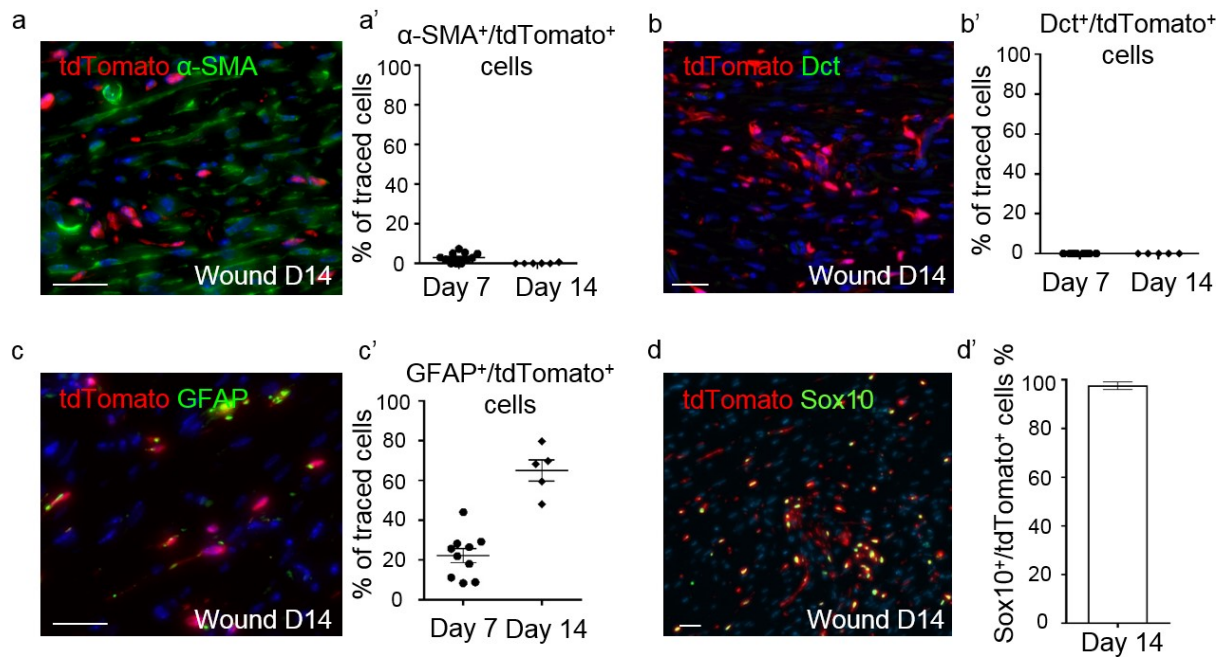 a
tdTomato α-SMA
Wound D14
a'
α-SMA⁺/tdTomato⁺
cells
% of traced cells
100
80
60
40
20
0
Day 7 Day 14
b
tdTomato Dct
Wound D14
b'
Dct⁺/tdTomato⁺
cells
% of traced cells
100
80
60
40
20
0
Day 7 Day 14
c
tdTomato GFAP
Wound D14
c'
GFAP⁺/tdTomato⁺
cells
% of traced cells
100
80
60
40
20
0
Day 7 Day 14
d
tdTomato Sox10
Wound D14
d'
Sox10⁺/tdTomato⁺ cells %
100
80
60
40
20
0
Day 14